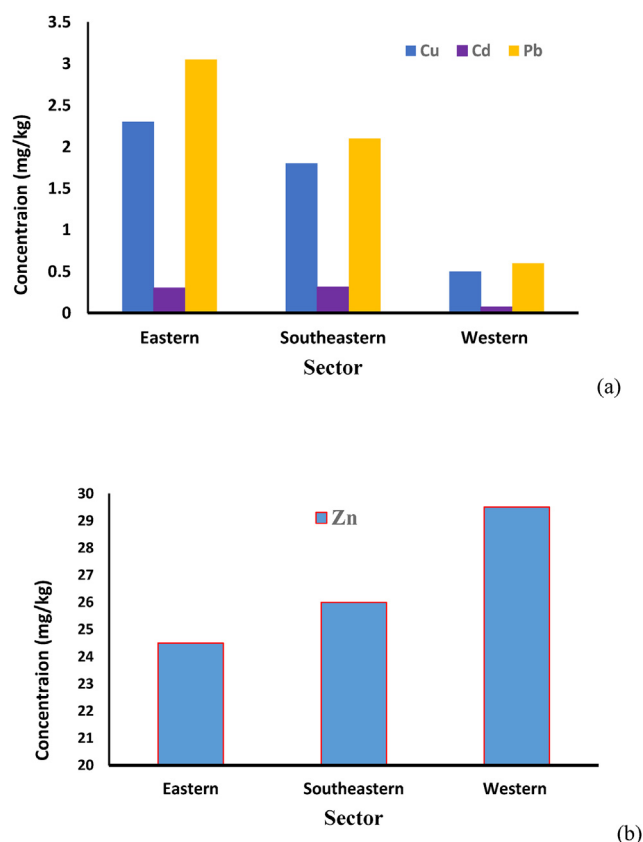 3.5
3
2.5
2
1.5
1
0.5
0
Concentraion (mg/kg)
Cu Cd Pb
Eastern Southeastern Western
Sector
(a)
30
29
28
27
26
25
24
23
22
21
20
Concentraion (mg/kg)
Zn
Eastern Southeastern Western
Sector
(b)